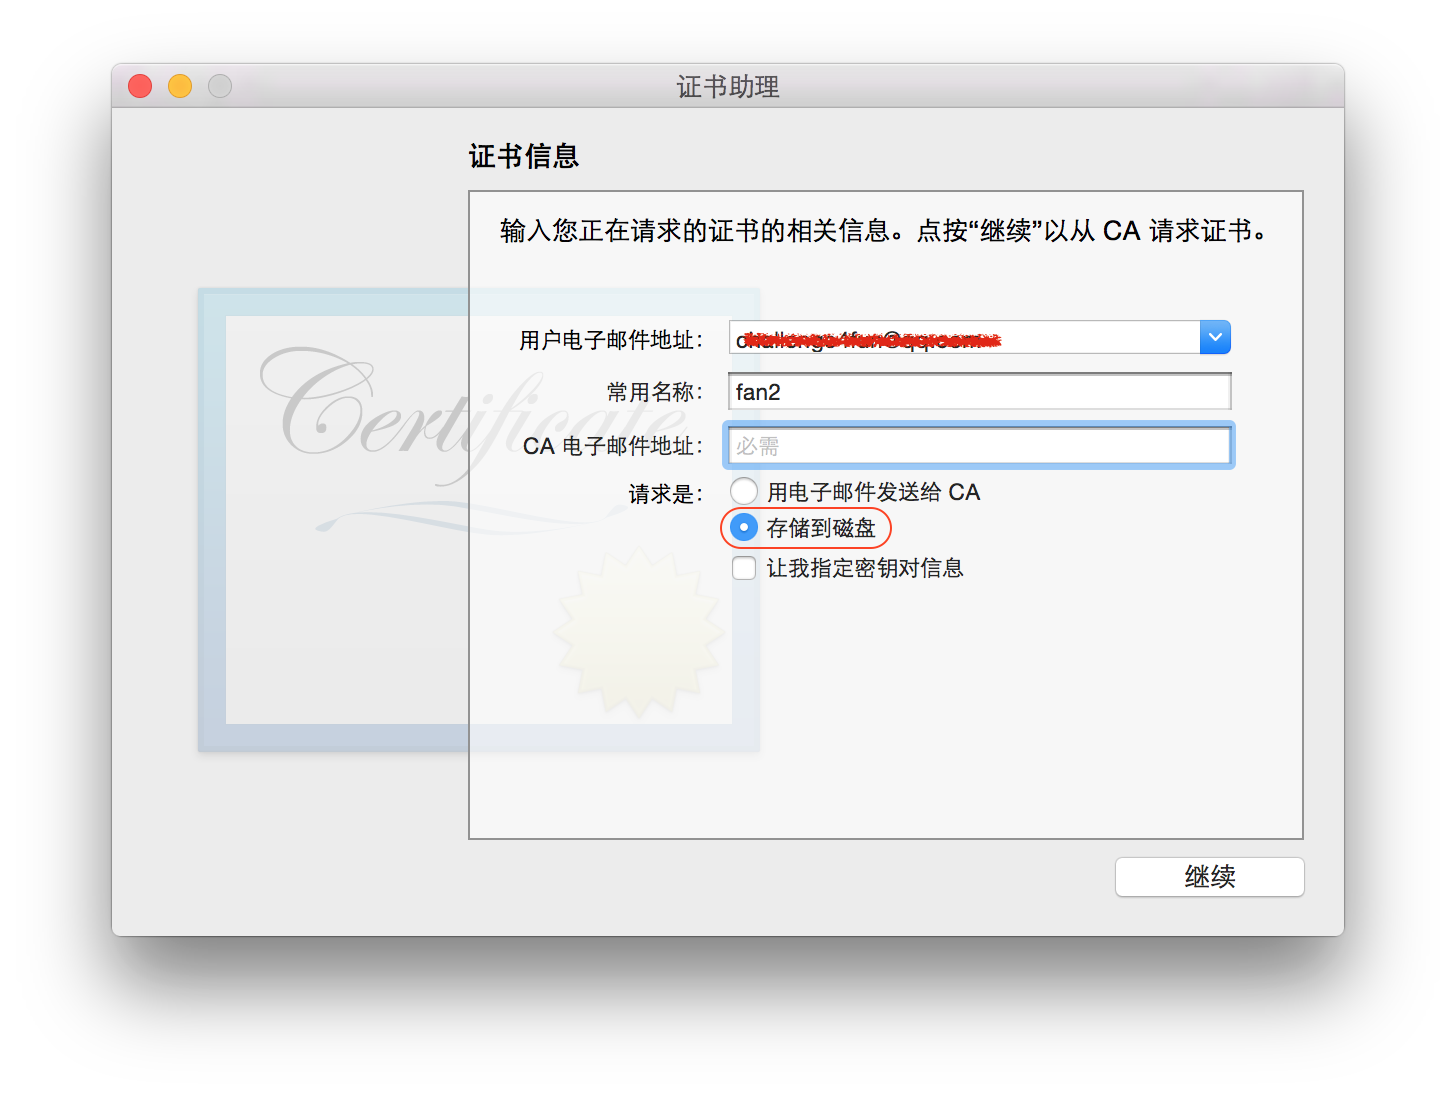 证书助理
证书信息
输入您正在请求的证书的相关信息。点按“继续”以从 CA 请求证书。
Certificate
用户电子邮件地址：
常用名称： fan2
CA 电子邮件地址： 必需
请求是： 用电子邮件发送给 CA
存储到磁盘
让我指定密钥对信息
继续